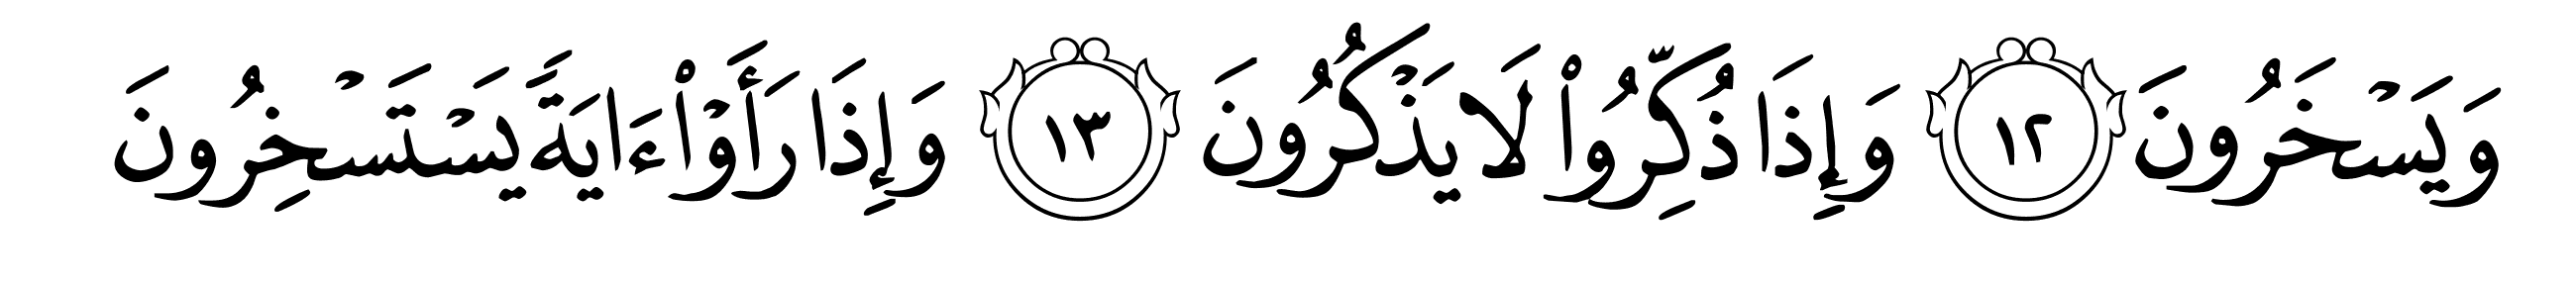 وَيَسْخَرُونَ ١٢ وَإِذَا ذُكِّرُوا۟ لَا يَذْكُرُونَ ١٣ وَإِذَا رَأَوْا۟ ءَايَةً يَسْتَسْخِرُونَ